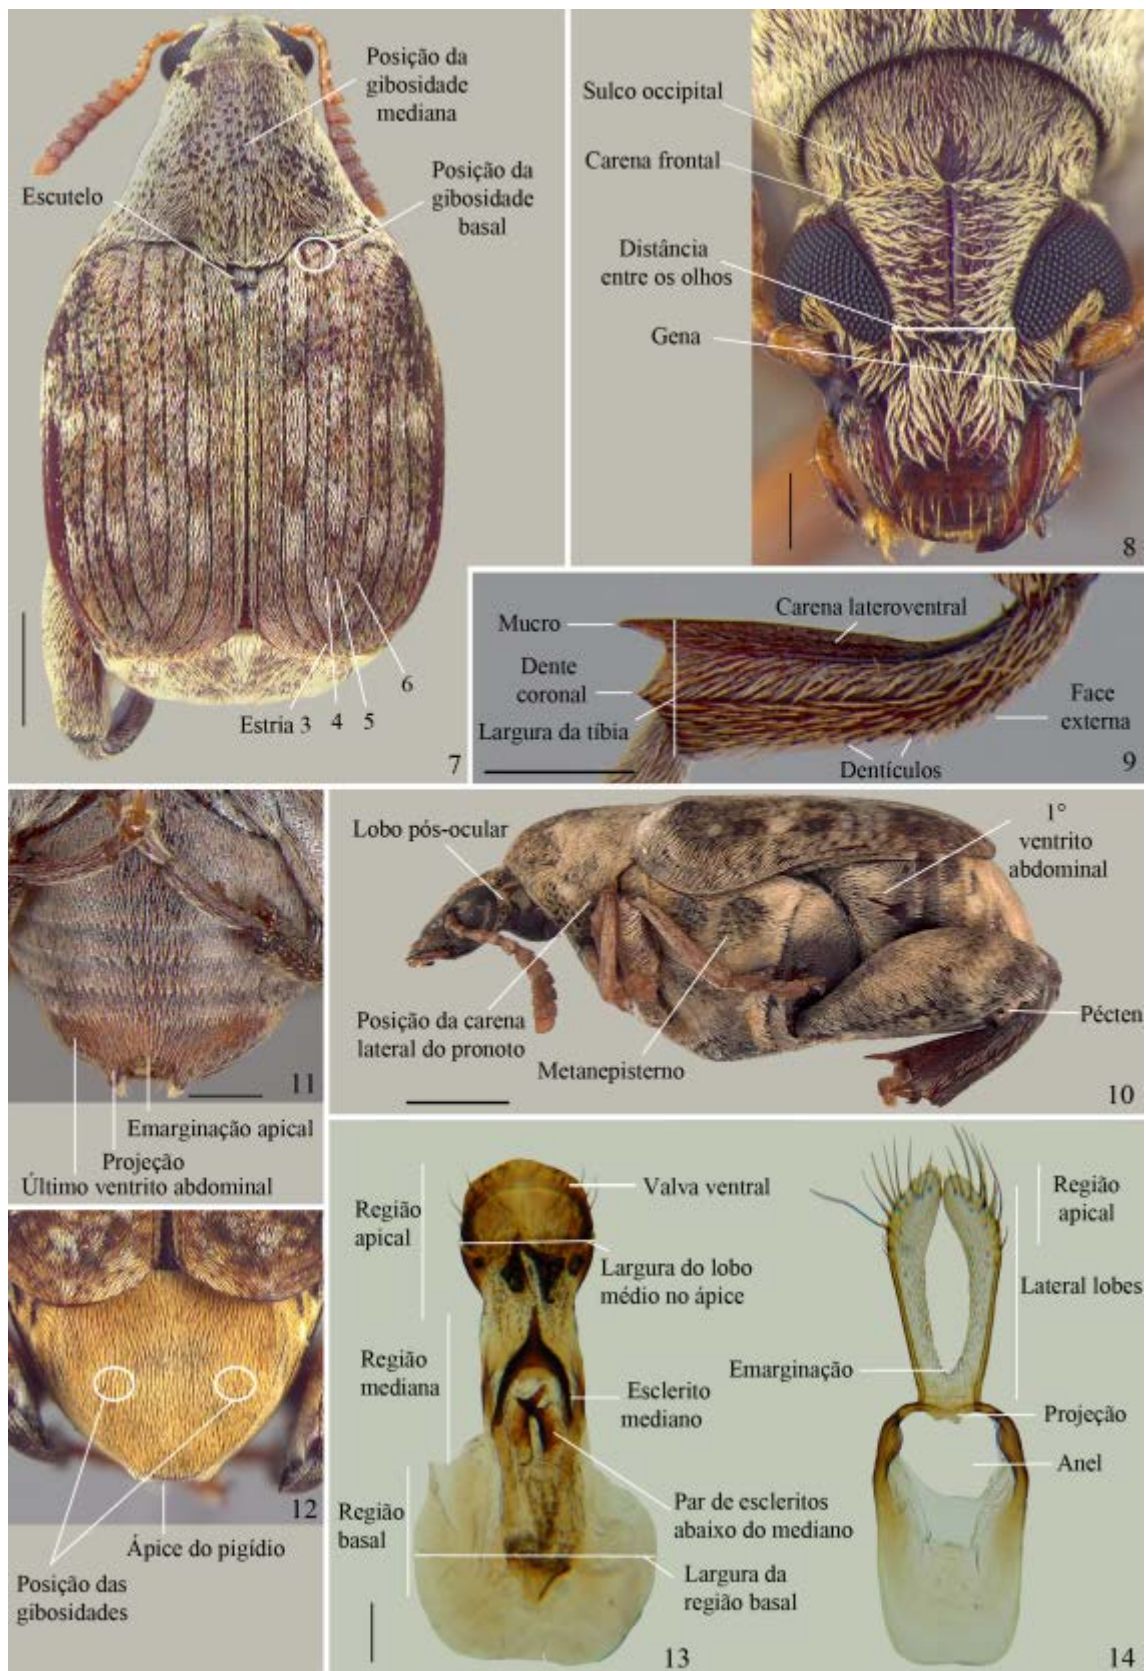 Posição da
gibosidade
mediana
Posição da
gibosidade
basal
Escutelo
Estria 3
4
5
6
7
Sulco occipital
Carena frontal
Distância
entre os olhos
Gena
8
Mucro
Carena lateroventral
Dente
coronal
Largura da tíbia
Face
externa
Dentículos
9
Lobo pós-ocular
1°
ventrito
abdominal
Posição da carena
lateral do pronoto
Metanepisterno
Pécten
10
11
Emarginação apical
Projeção
Último ventrito abdominal
12
Ápice do pigídio
Posição das
gibosidades
Região
apical
Valva ventral
Largura do lobo
médio no ápice
Região
mediana
Esclerito
mediano
Região
basal
Par de escleritos
abaixo do mediano
Largura da
região basal
13
Região
apical
Lateral lobes
Emarginação
Projeção
Anel
14